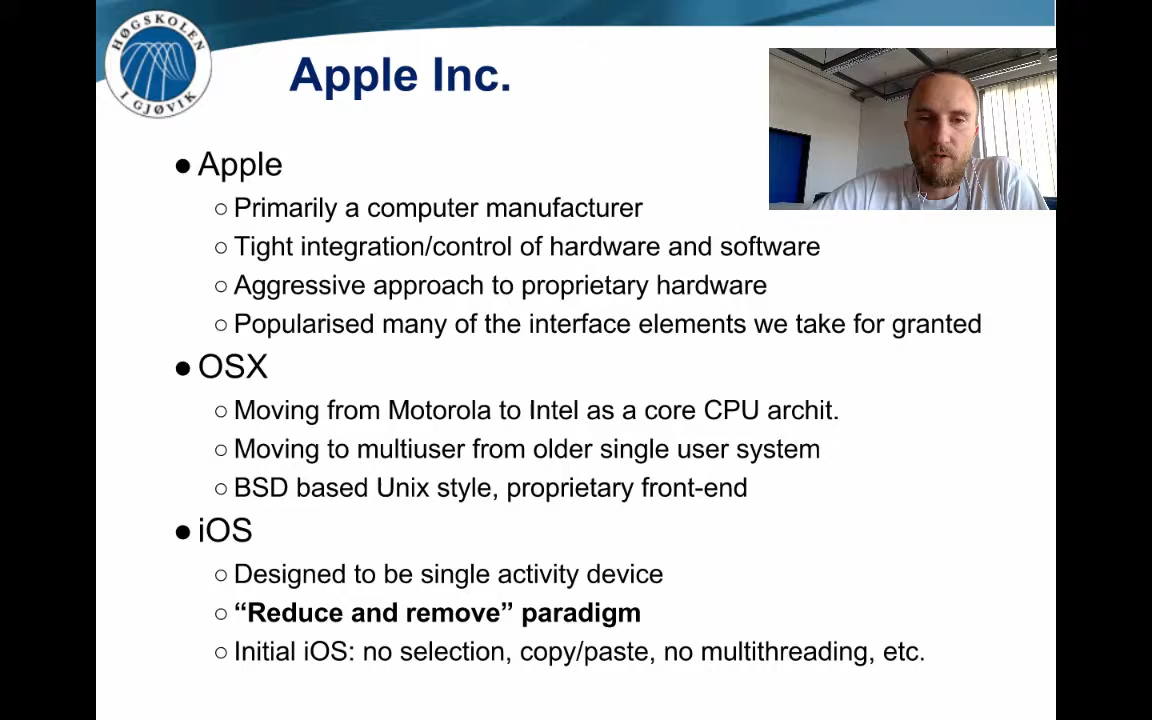 HØGSKOLEN
I GJØVIK
Apple Inc.
● Apple
○ Primarily a computer manufacturer
○ Tight integration/control of hardware and software
○ Aggressive approach to proprietary hardware
○ Popularised many of the interface elements we take for granted
● OSX
○ Moving from Motorola to Intel as a core CPU archit.
○ Moving to multiuser from older single user system
○ BSD based Unix style, proprietary front-end
● iOS
○ Designed to be single activity device
○ “Reduce and remove” paradigm
○ Initial iOS: no selection, copy/paste, no multithreading, etc.